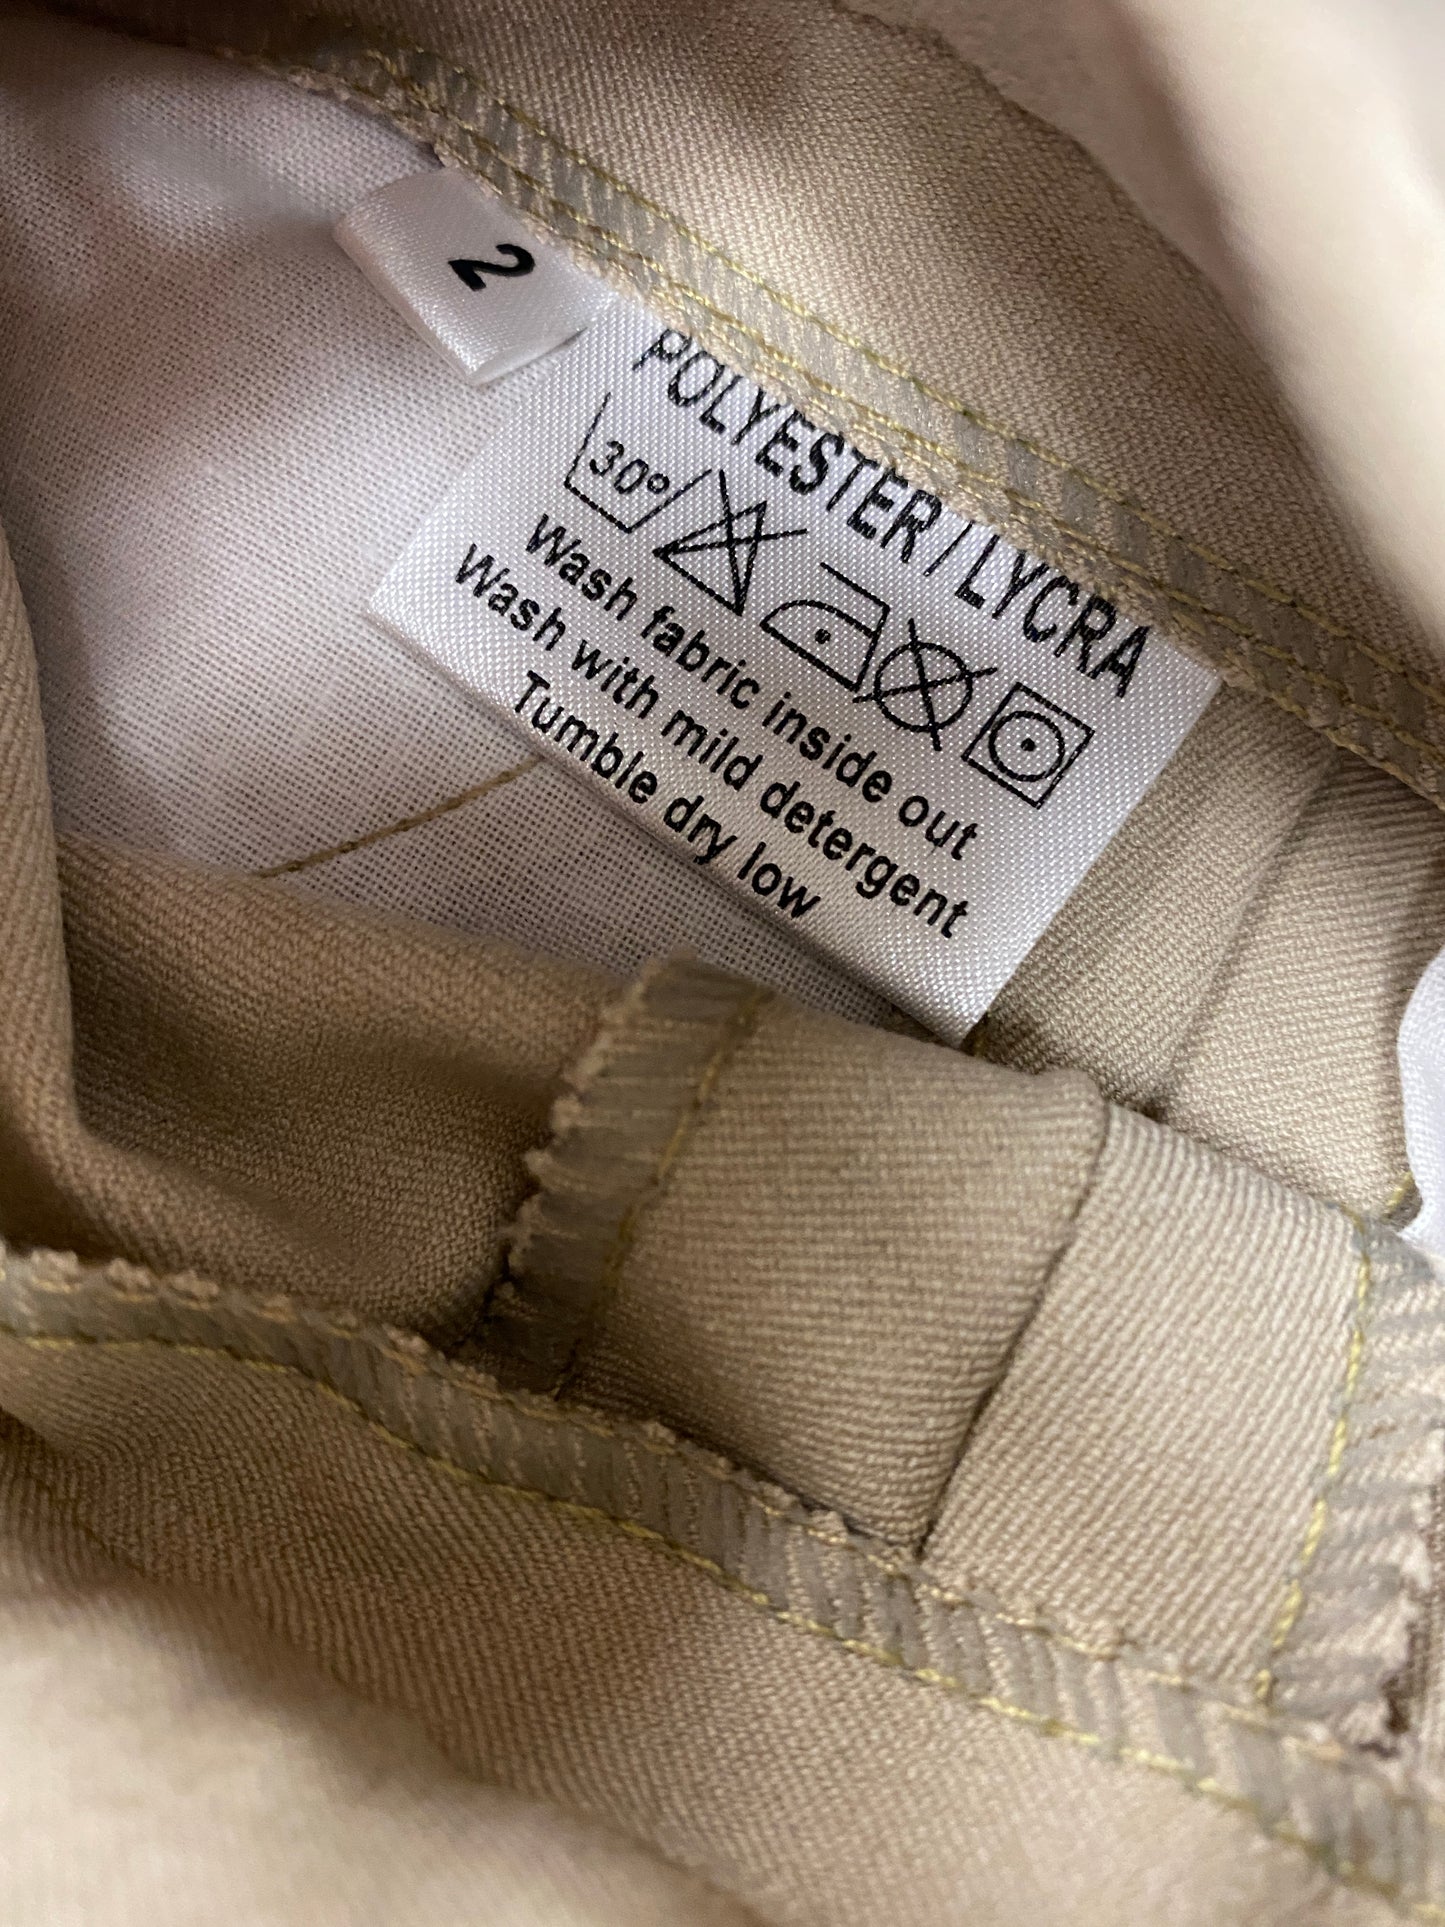 2
POLYESTER / LYCRA
30°
Wash fabric inside out
Wash with mild detergent
Tumble dry low